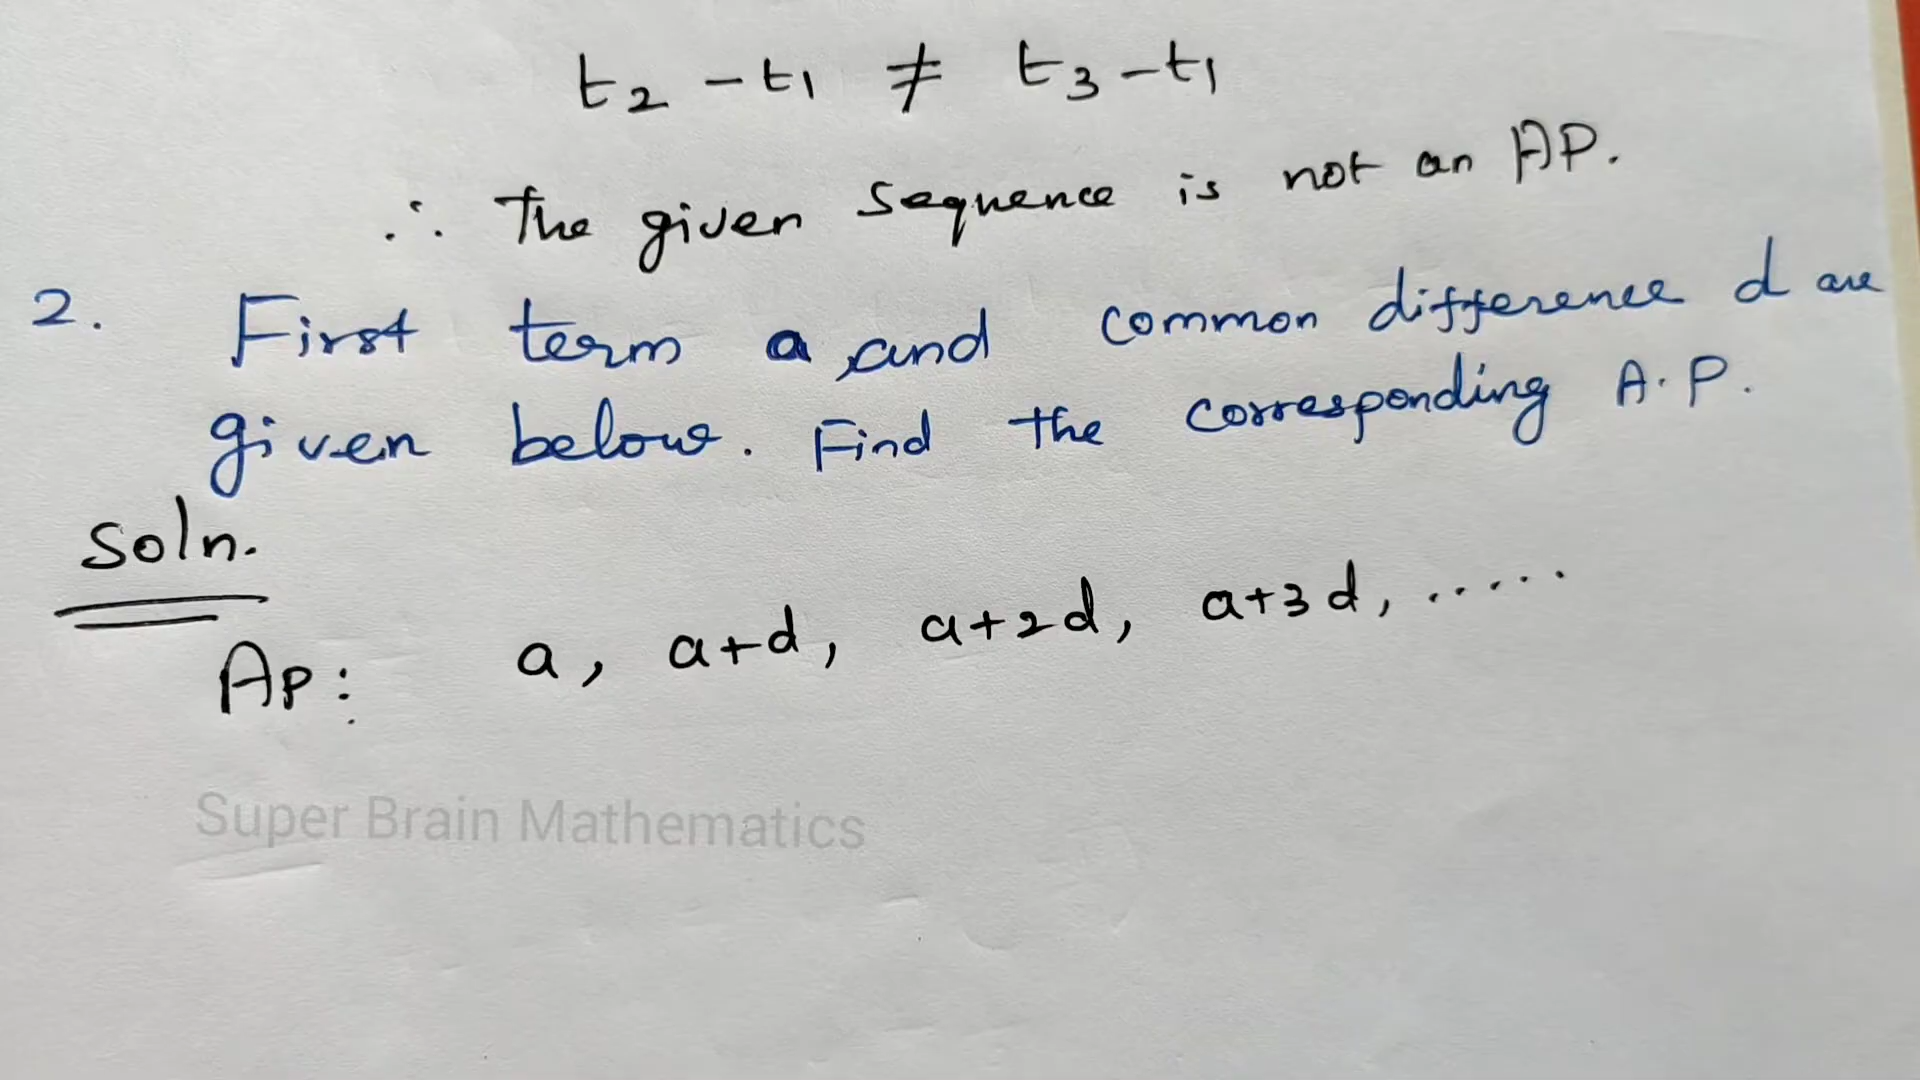 t₂ - t₁ ≠ t₃ - t₁
∴ The given sequence is not an AP.
2. First term a and common difference d are
given below. Find the corresponding A.P.
Soln.
AP: a, a+d, a+2d, a+3d, .....
Super Brain Mathematics